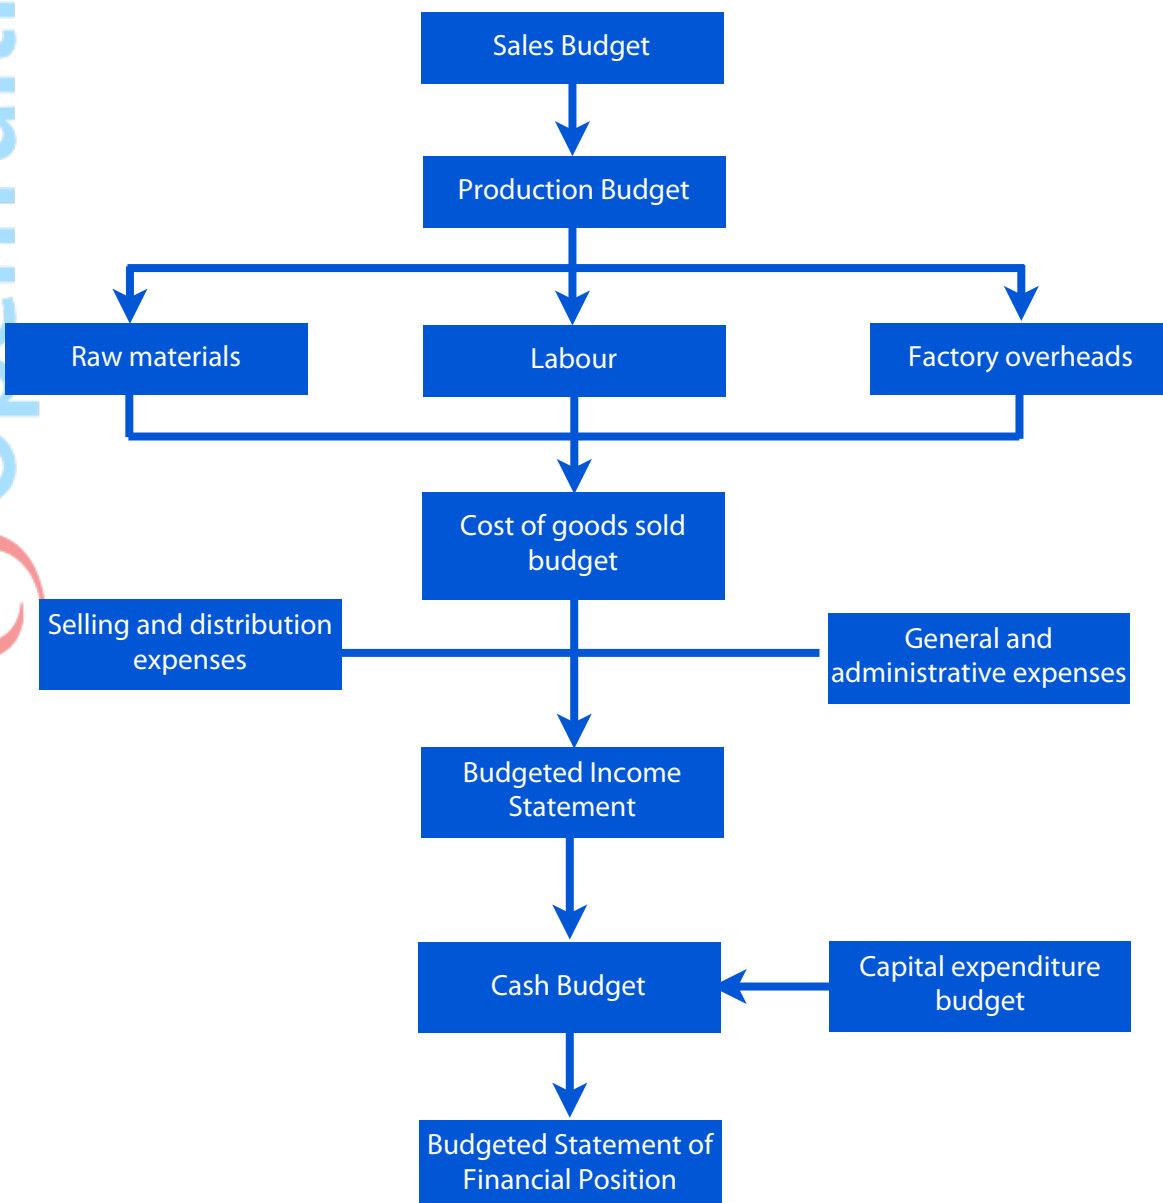 Sales Budget
Production Budget
Raw materials
Labour
Factory overheads
Cost of goods sold
budget
Selling and distribution
expenses
General and
administrative expenses
Budgeted Income
Statement
Cash Budget
Capital expenditure
budget
Budgeted Statement of
Financial Position